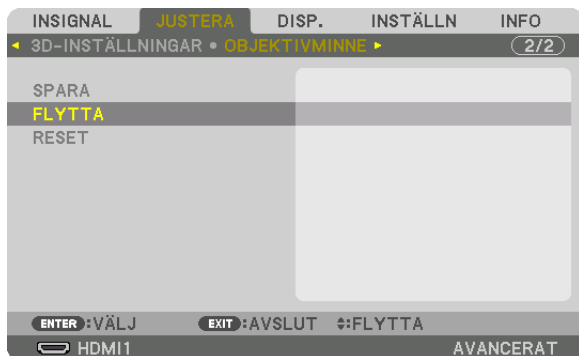 INSIGNAL JUSTERA DISP. INSTÄLLN INFO
3D-INSTÄLLNINGAR • OBJEKTIVMINNE 2/2
SPARA
FLYTTA
RESET
ENTER:VÄLJ EXIT:AVSLUT :FLYTTA
HDMI1 AVANCERAT